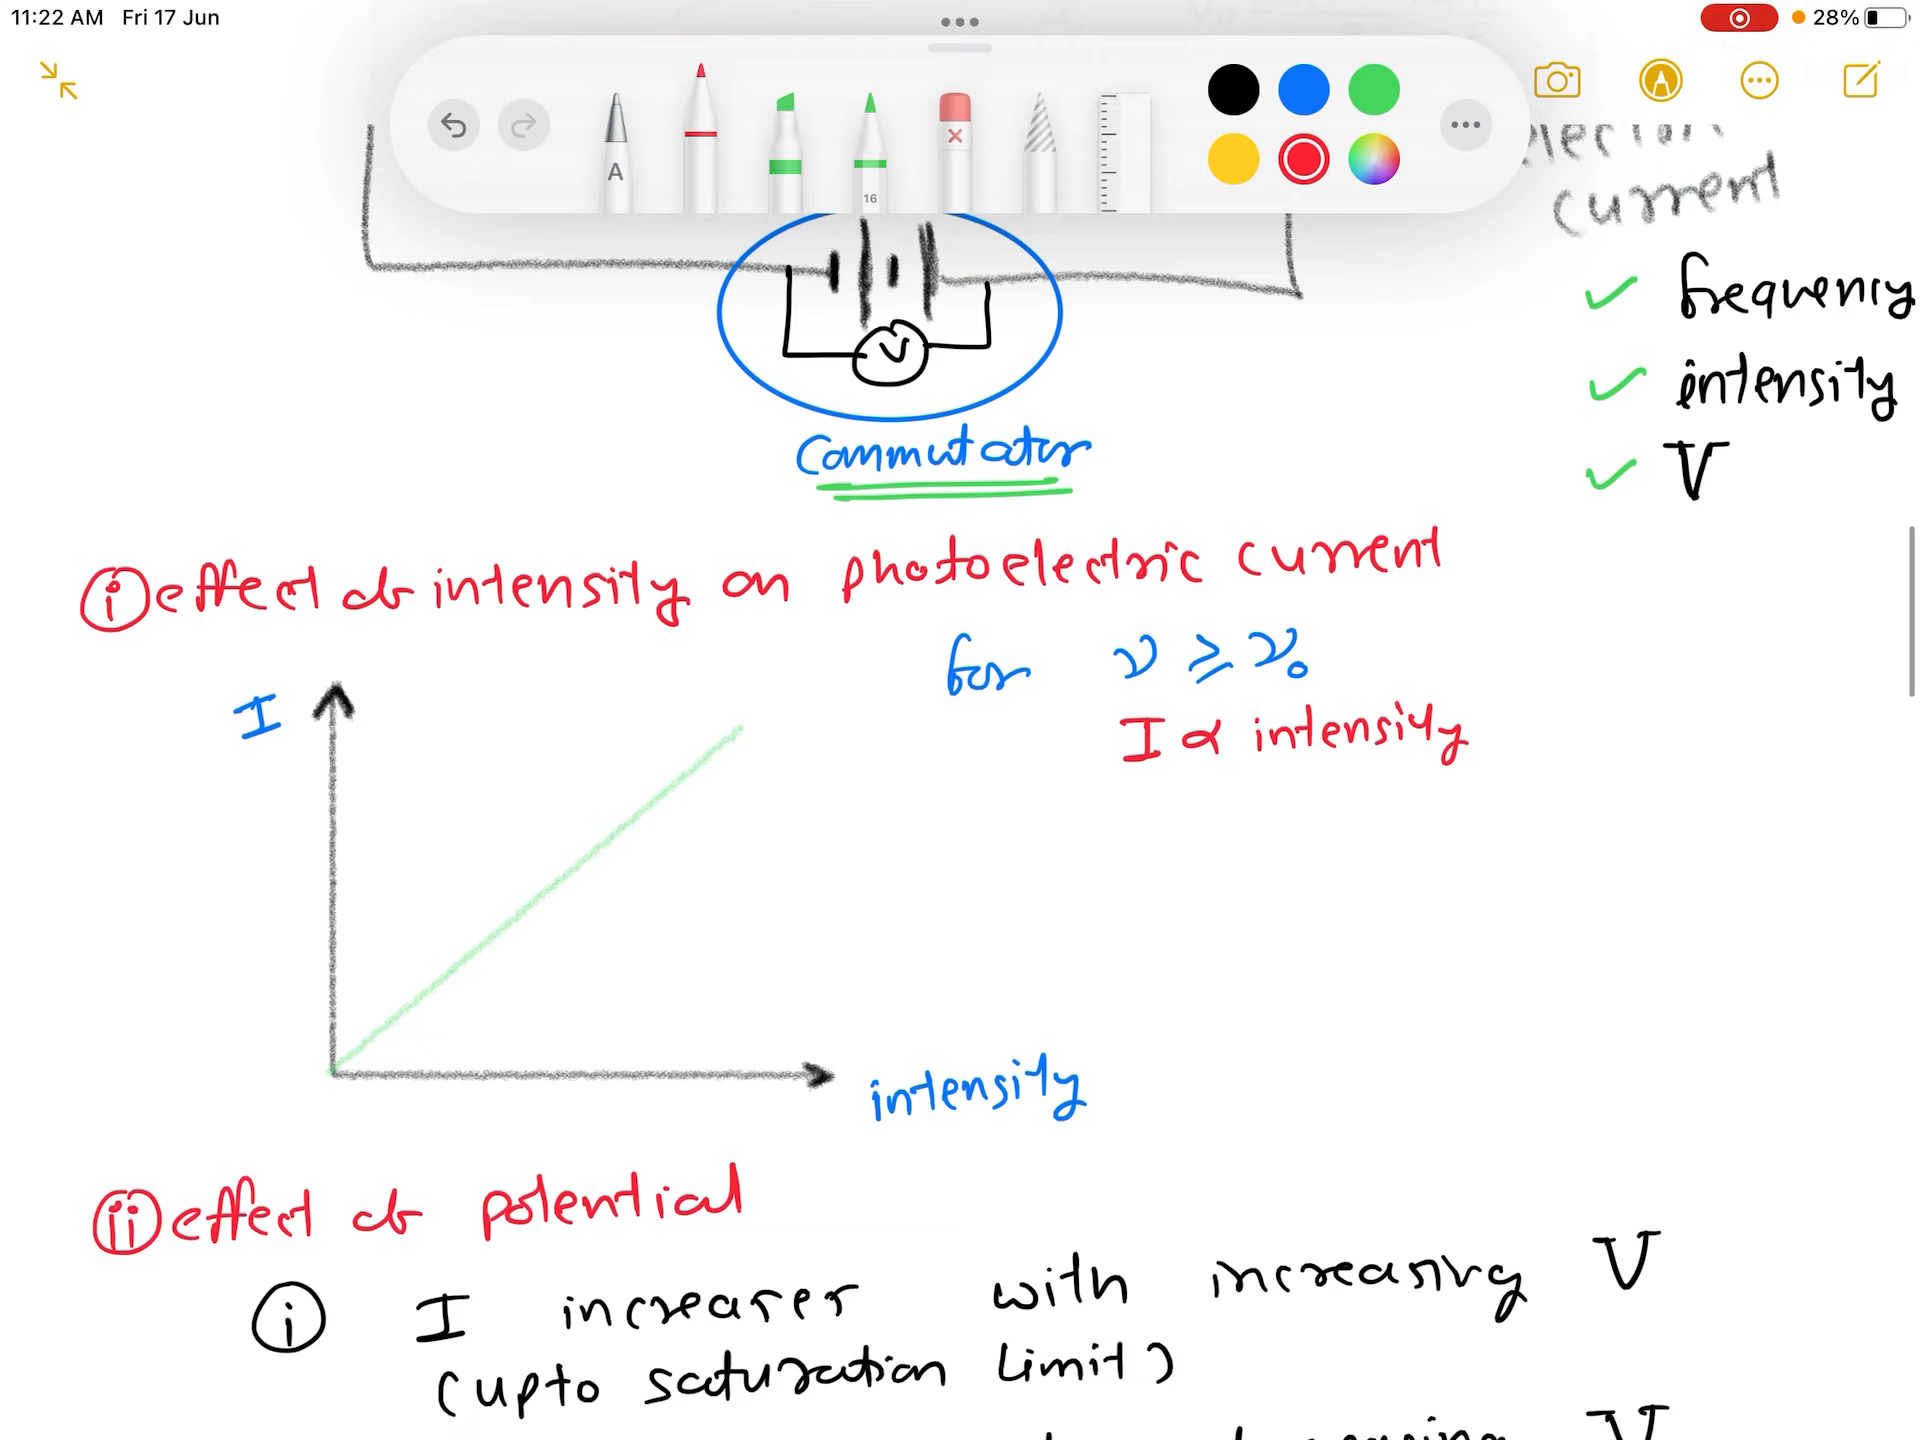 11:22 AM Fri 17 Jun
28%
A
16
current
frequency
intensity
V
V
Commutator
i effect of intensity on photoelectric current
for ν ≥ ν₀
I ∝ intensity
I
intensity
ii effect of potential
i I increases with increasing V
(upto saturation limit)